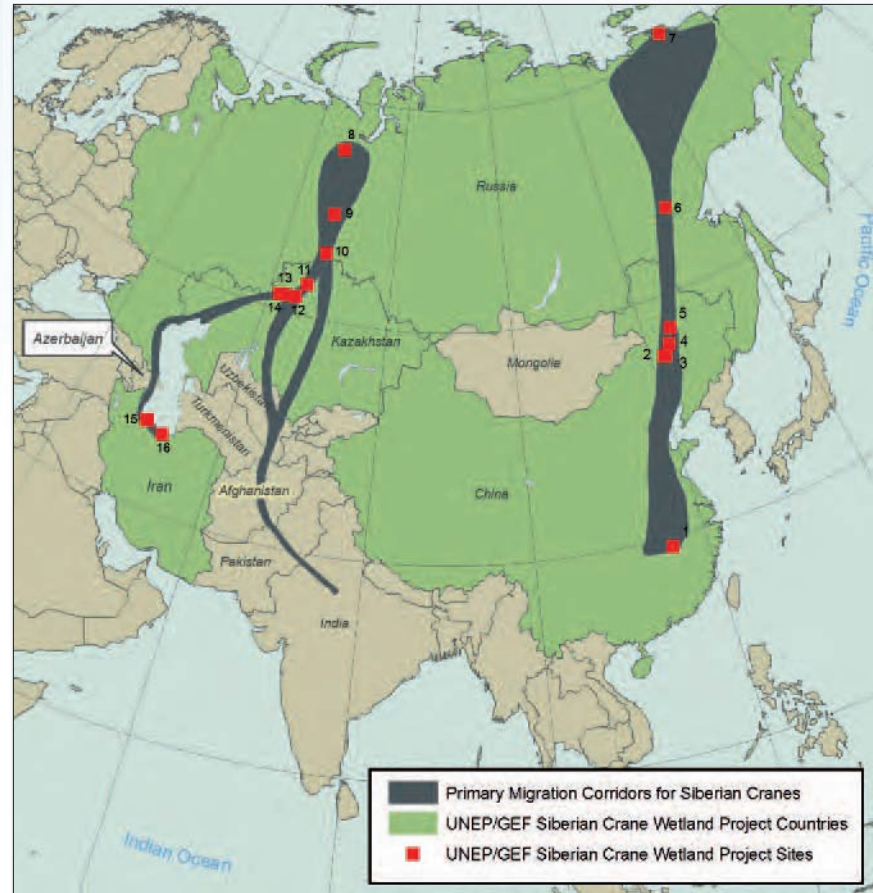 7
8
Russia
9
6
10
11
13
14
12
5
4
2
3
Pacific Ocean
Kazakhstan
Mongolie
Azerbaijan
Uzbekistan
Turkmenistan
15
16
Iran
China
Afghanistan
1
Pakistan
India
Indian Ocean
Primary Migration Corridors for Siberian Cranes
UNEP/GEF Siberian Crane Wetland Project Countries
UNEP/GEF Siberian Crane Wetland Project Sites